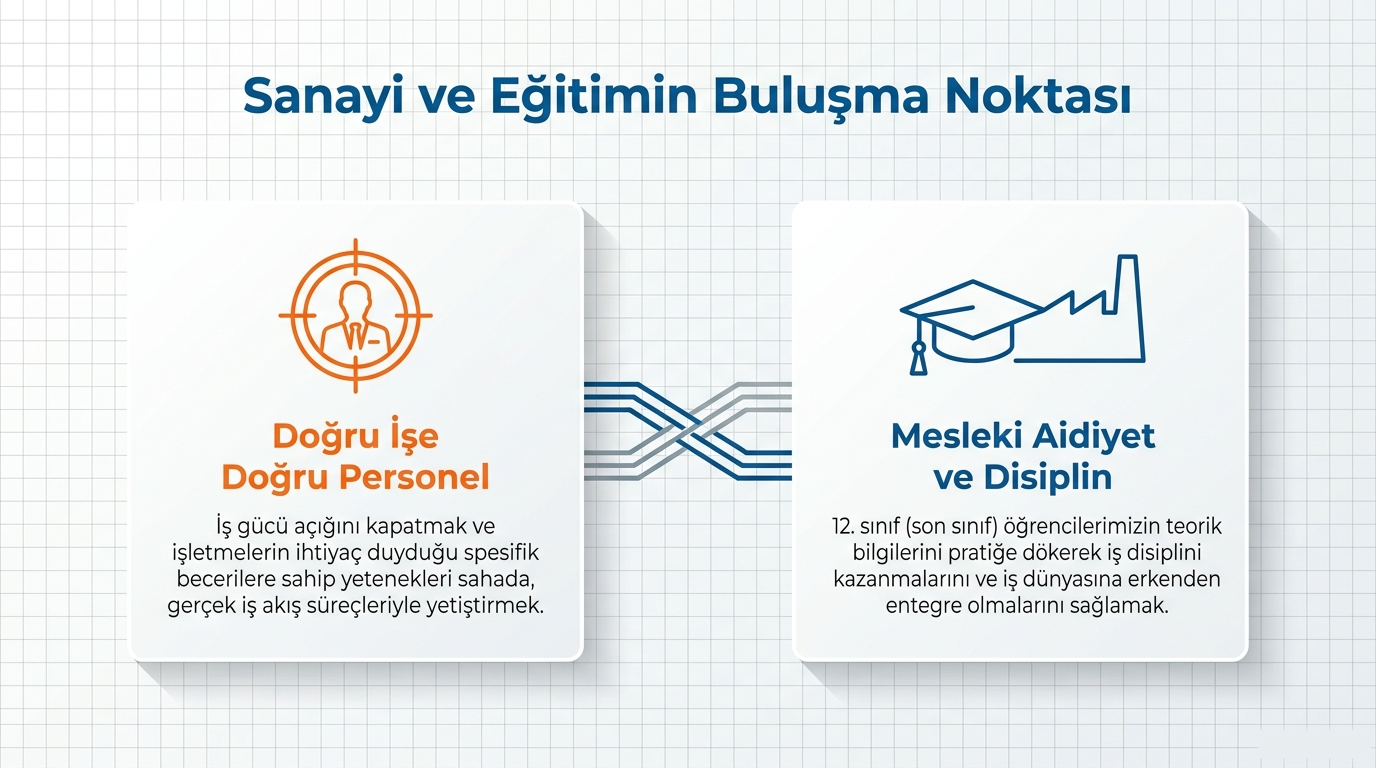 Sanayi ve Eğitimin Buluşma Noktası
Doğru İşe
Doğru Personel
İş gücü açığını kapatmak ve
işletmelerin ihtiyaç duyduğu spesifik
becerilere sahip yetenekleri sahada,
gerçek iş akış süreçleriyle yetiştirmek.
Mesleki Aidiyet
ve Disiplin
12. sınıf (son sınıf) öğrencilerimizin teorik
bilgilerini pratiğe dökerek iş disiplini
kazanmalarını ve iş dünyasına erkenden
entegre olmalarını sağlamak.